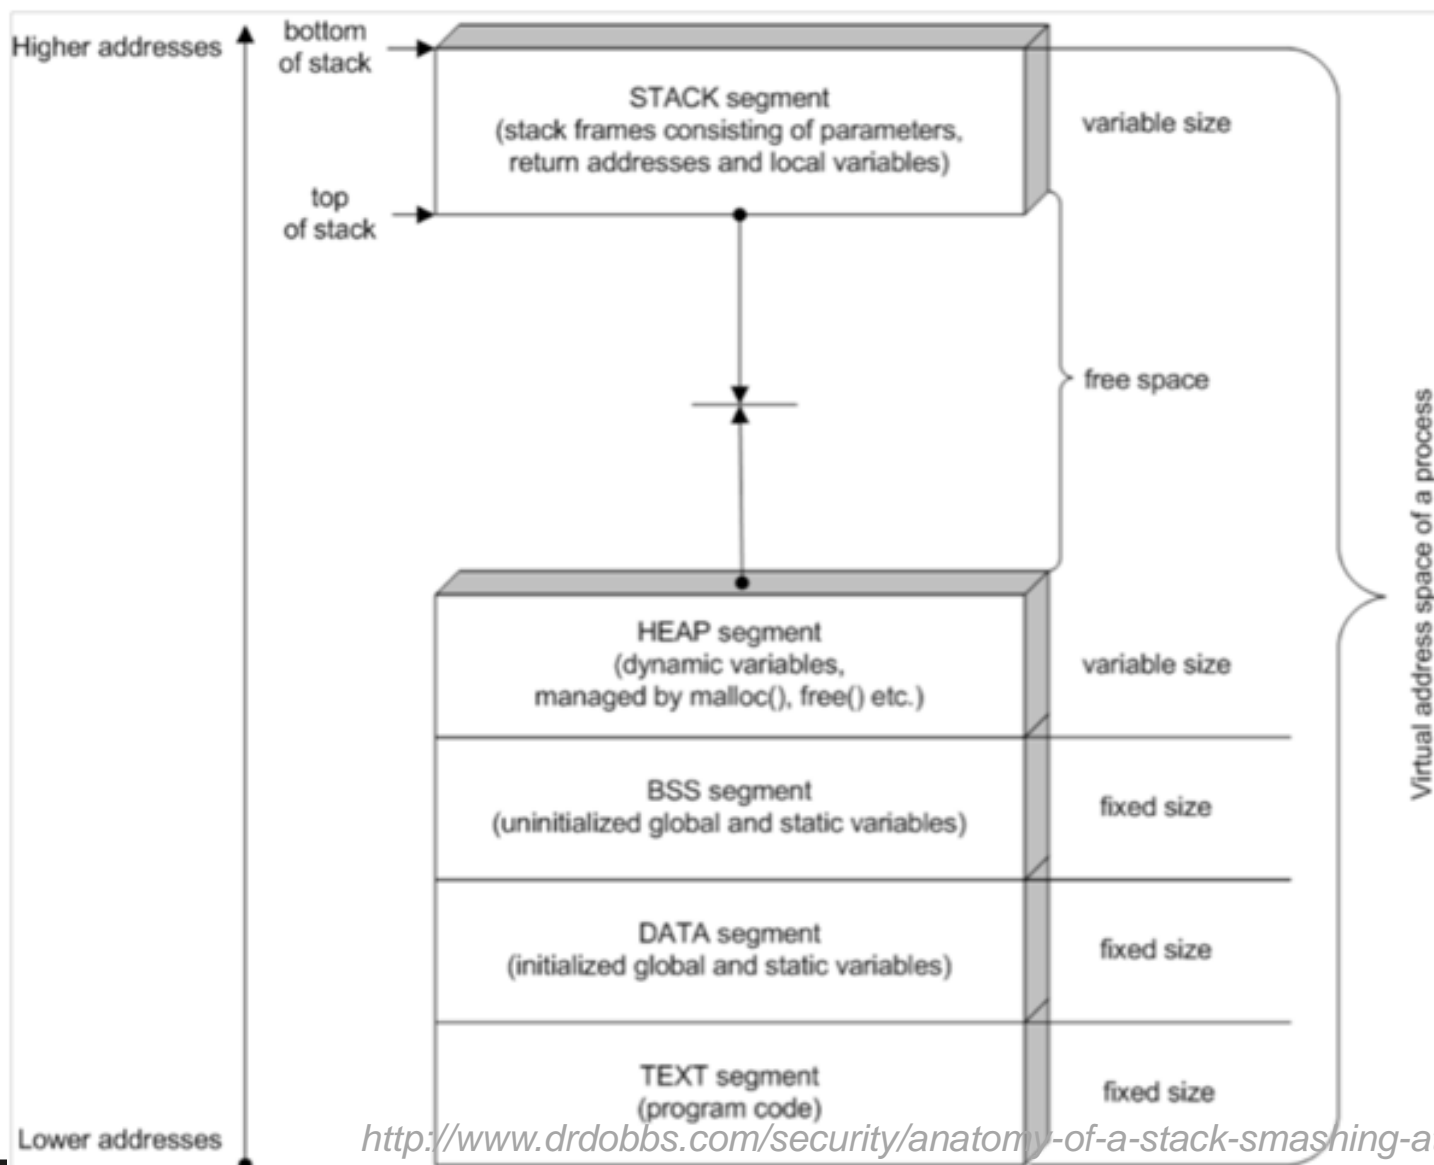 Higher addresses
bottom
of stack
STACK segment
(stack frames consisting of parameters,
return addresses and local variables)
variable size
top
of stack
free space
Virtual address space of a process
HEAP segment
(dynamic variables,
managed by malloc(), free() etc.)
variable size
BSS segment
(uninitialized global and static variables)
fixed size
DATA segment
(initialized global and static variables)
fixed size
TEXT segment
(program code)
fixed size
Lower addresses
http://www.drdobbs.com/security/anatomy-of-a-stack-smashing-a